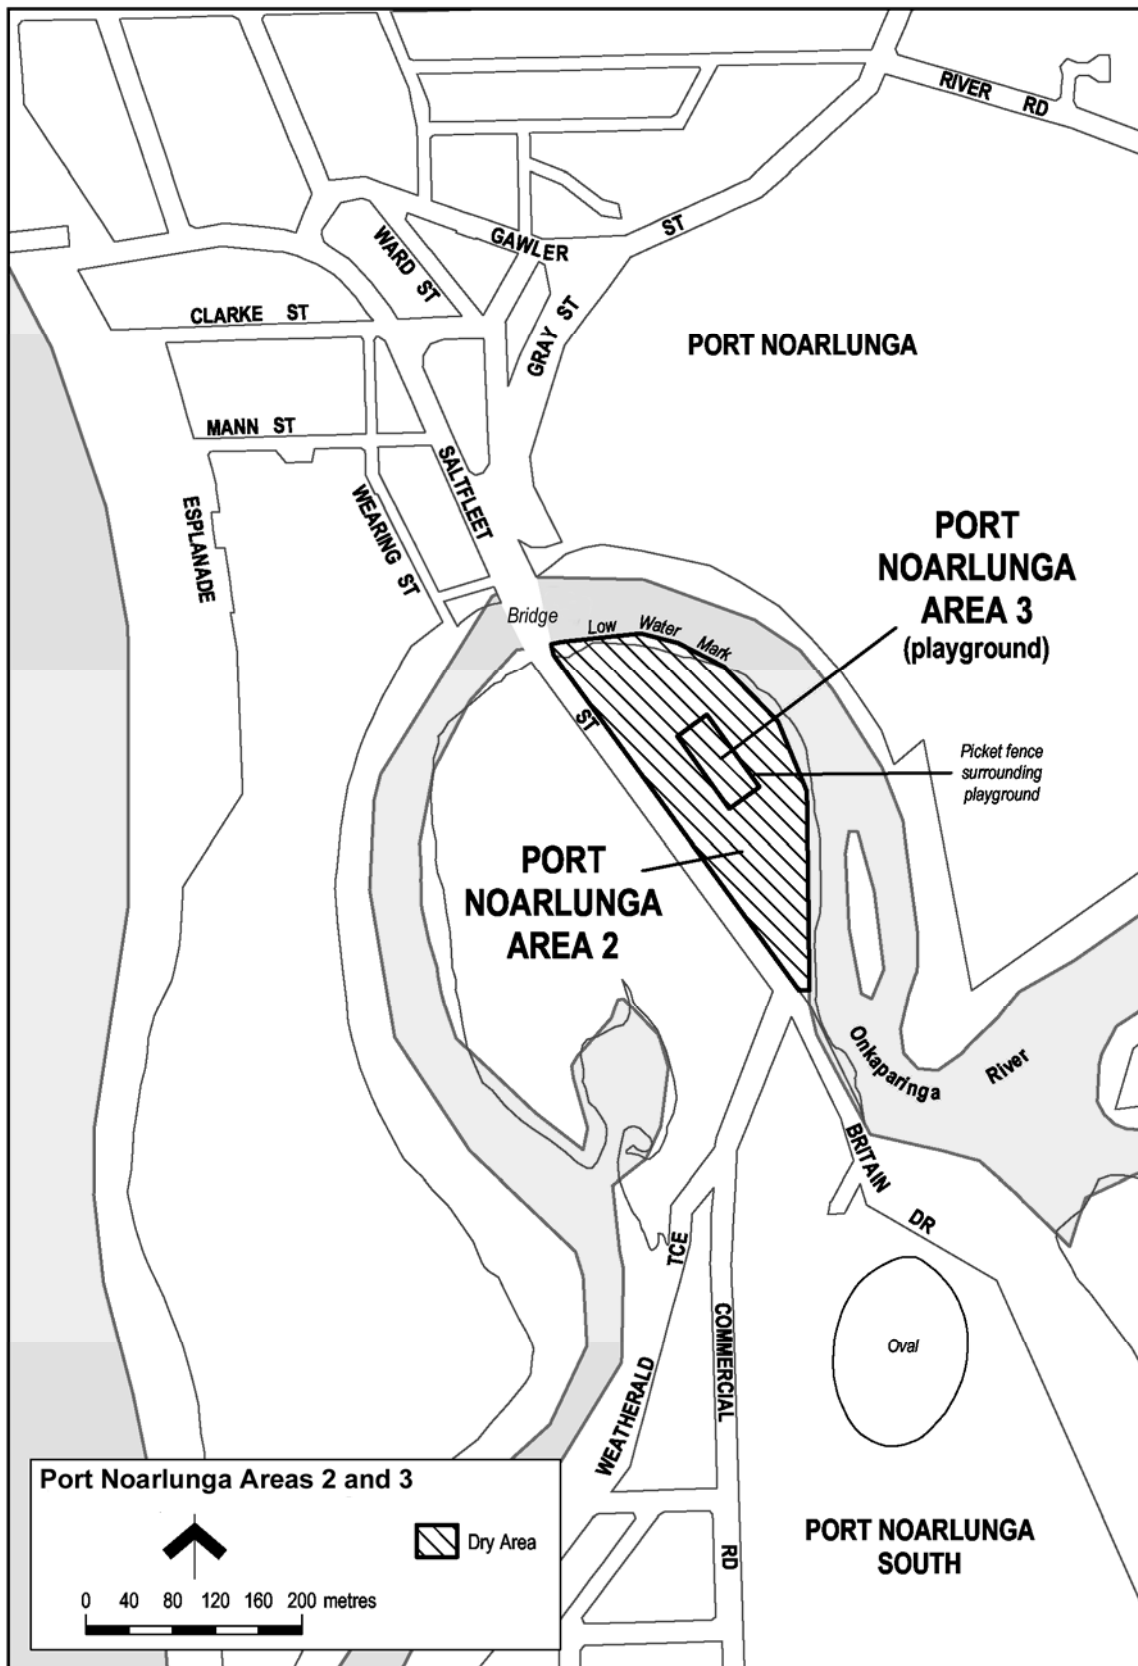 RIVER RD
GAWLER
ST
WARD ST
CLARKE ST
GRAY ST
PORT NOARLUNGA
MANN ST
SALTFLEET
ESPLANADE
WEARING ST
PORT
NOARLUNGA
AREA 3
(playground)
Bridge
Low Water Mark
ST
Picket fence
surrounding
playground
PORT
NOARLUNGA
AREA 2
Onkaparinga River
BRITAIN DR
WEATHERALD TCE
COMMERCIAL RD
Oval
PORT NOARLUNGA
SOUTH
Port Noarlunga Areas 2 and 3
Dry Area
0 40 80 120 160 200 metres